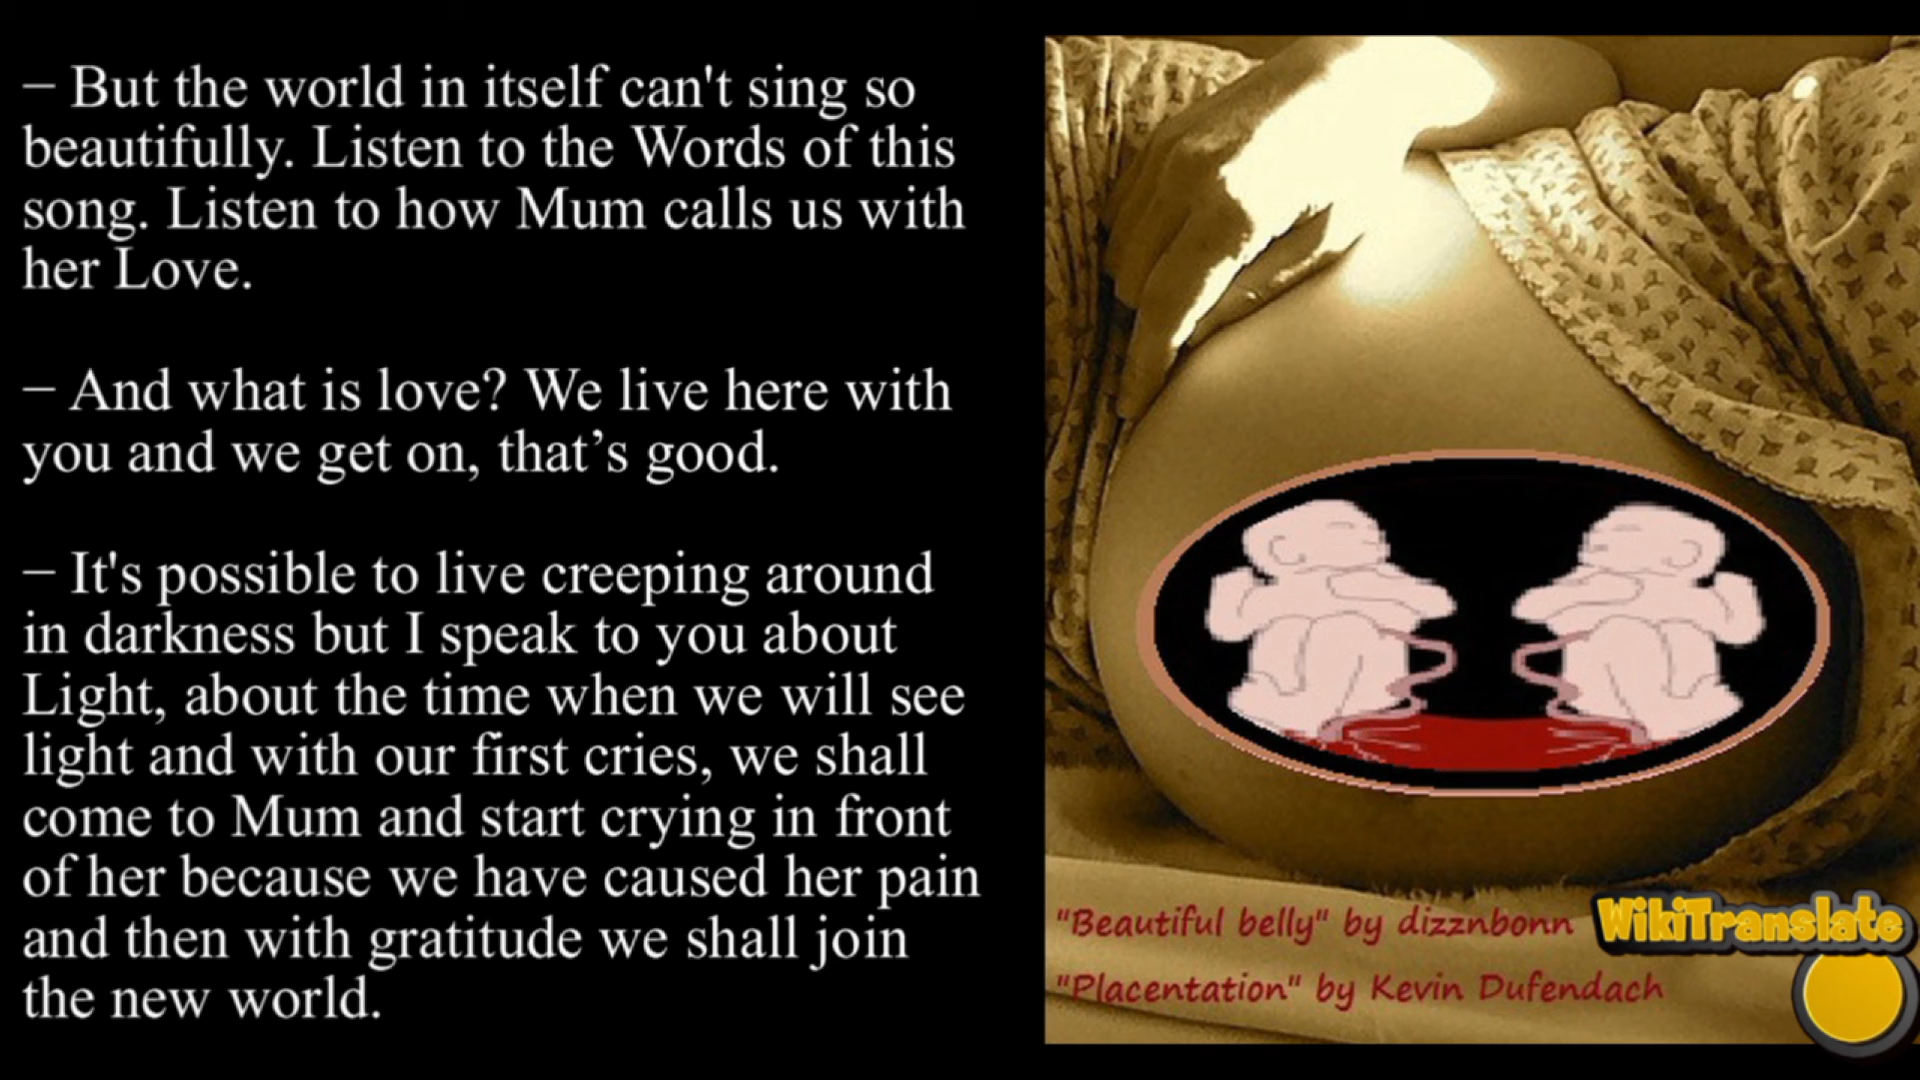 – But the world in itself can't sing so
beautifully. Listen to the Words of this
song. Listen to how Mum calls us with
her Love.
– And what is love? We live here with
you and we get on, that’s good.
– It's possible to live creeping around
in darkness but I speak to you about
Light, about the time when we will see
light and with our first cries, we shall
come to Mum and start crying in front
of her because we have caused her pain
and then with gratitude we shall join
the new world.
"Beautiful belly" by dizznbonn
"Placentation" by Kevin Dufendach
WikiTranslate